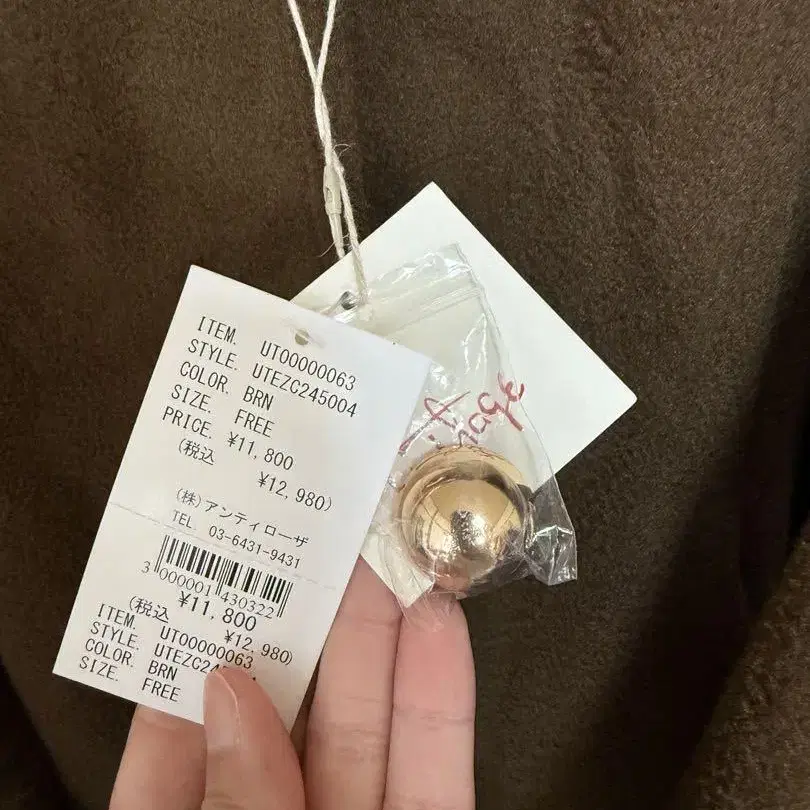 ITEM. UT00000063
STYLE. UTEZC245004
COLOR. BRN
SIZE. FREE
PRICE. ¥11,800
(税込 ¥12,980)
(株)アンティローザ
TEL. 03-6431-9431
3 000001 430322
¥11,800
(税込 ¥12,980)
ITEM. UT00000063
STYLE.
COLOR. BRN
SIZE. FREE